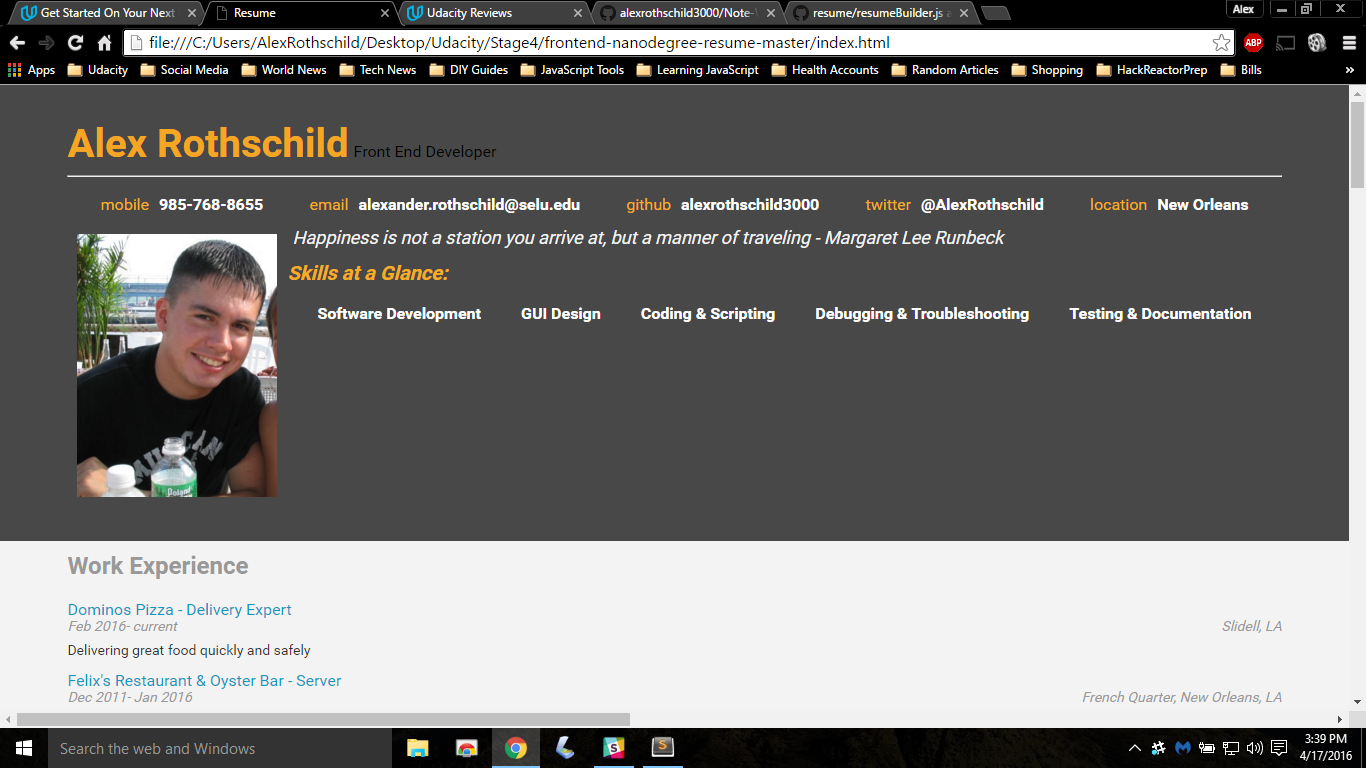 Get Started On Your Next
Resume
Udacity Reviews
alexrothschild3000/Note-
resume/resumeBuilder.js a
Alex
file:///C:/Users/AlexRothschild/Desktop/Udacity/Stage4/frontend-nanodegree-resume-master/index.html
ABP
Apps Udacity Social Media World News Tech News DIY Guides JavaScript Tools Learning JavaScript Health Accounts Random Articles Shopping HackReactorPrep Bills »
Alex Rothschild Front End Developer
mobile 985-768-8655 email alexander.rothschild@selu.edu github alexrothschild3000 twitter @AlexRothschild location New Orleans
Happiness is not a station you arrive at, but a manner of traveling - Margaret Lee Runbeck
Skills at a Glance:
Software Development GUI Design Coding & Scripting Debugging & Troubleshooting Testing & Documentation
Poland
Work Experience
Dominos Pizza - Delivery Expert
Feb 2016- current Slidell, LA
Delivering great food quickly and safely
Felix's Restaurant & Oyster Bar - Server
Dec 2011- Jan 2016 French Quarter, New Orleans, LA
Search the web and Windows
3:39 PM
4/17/2016